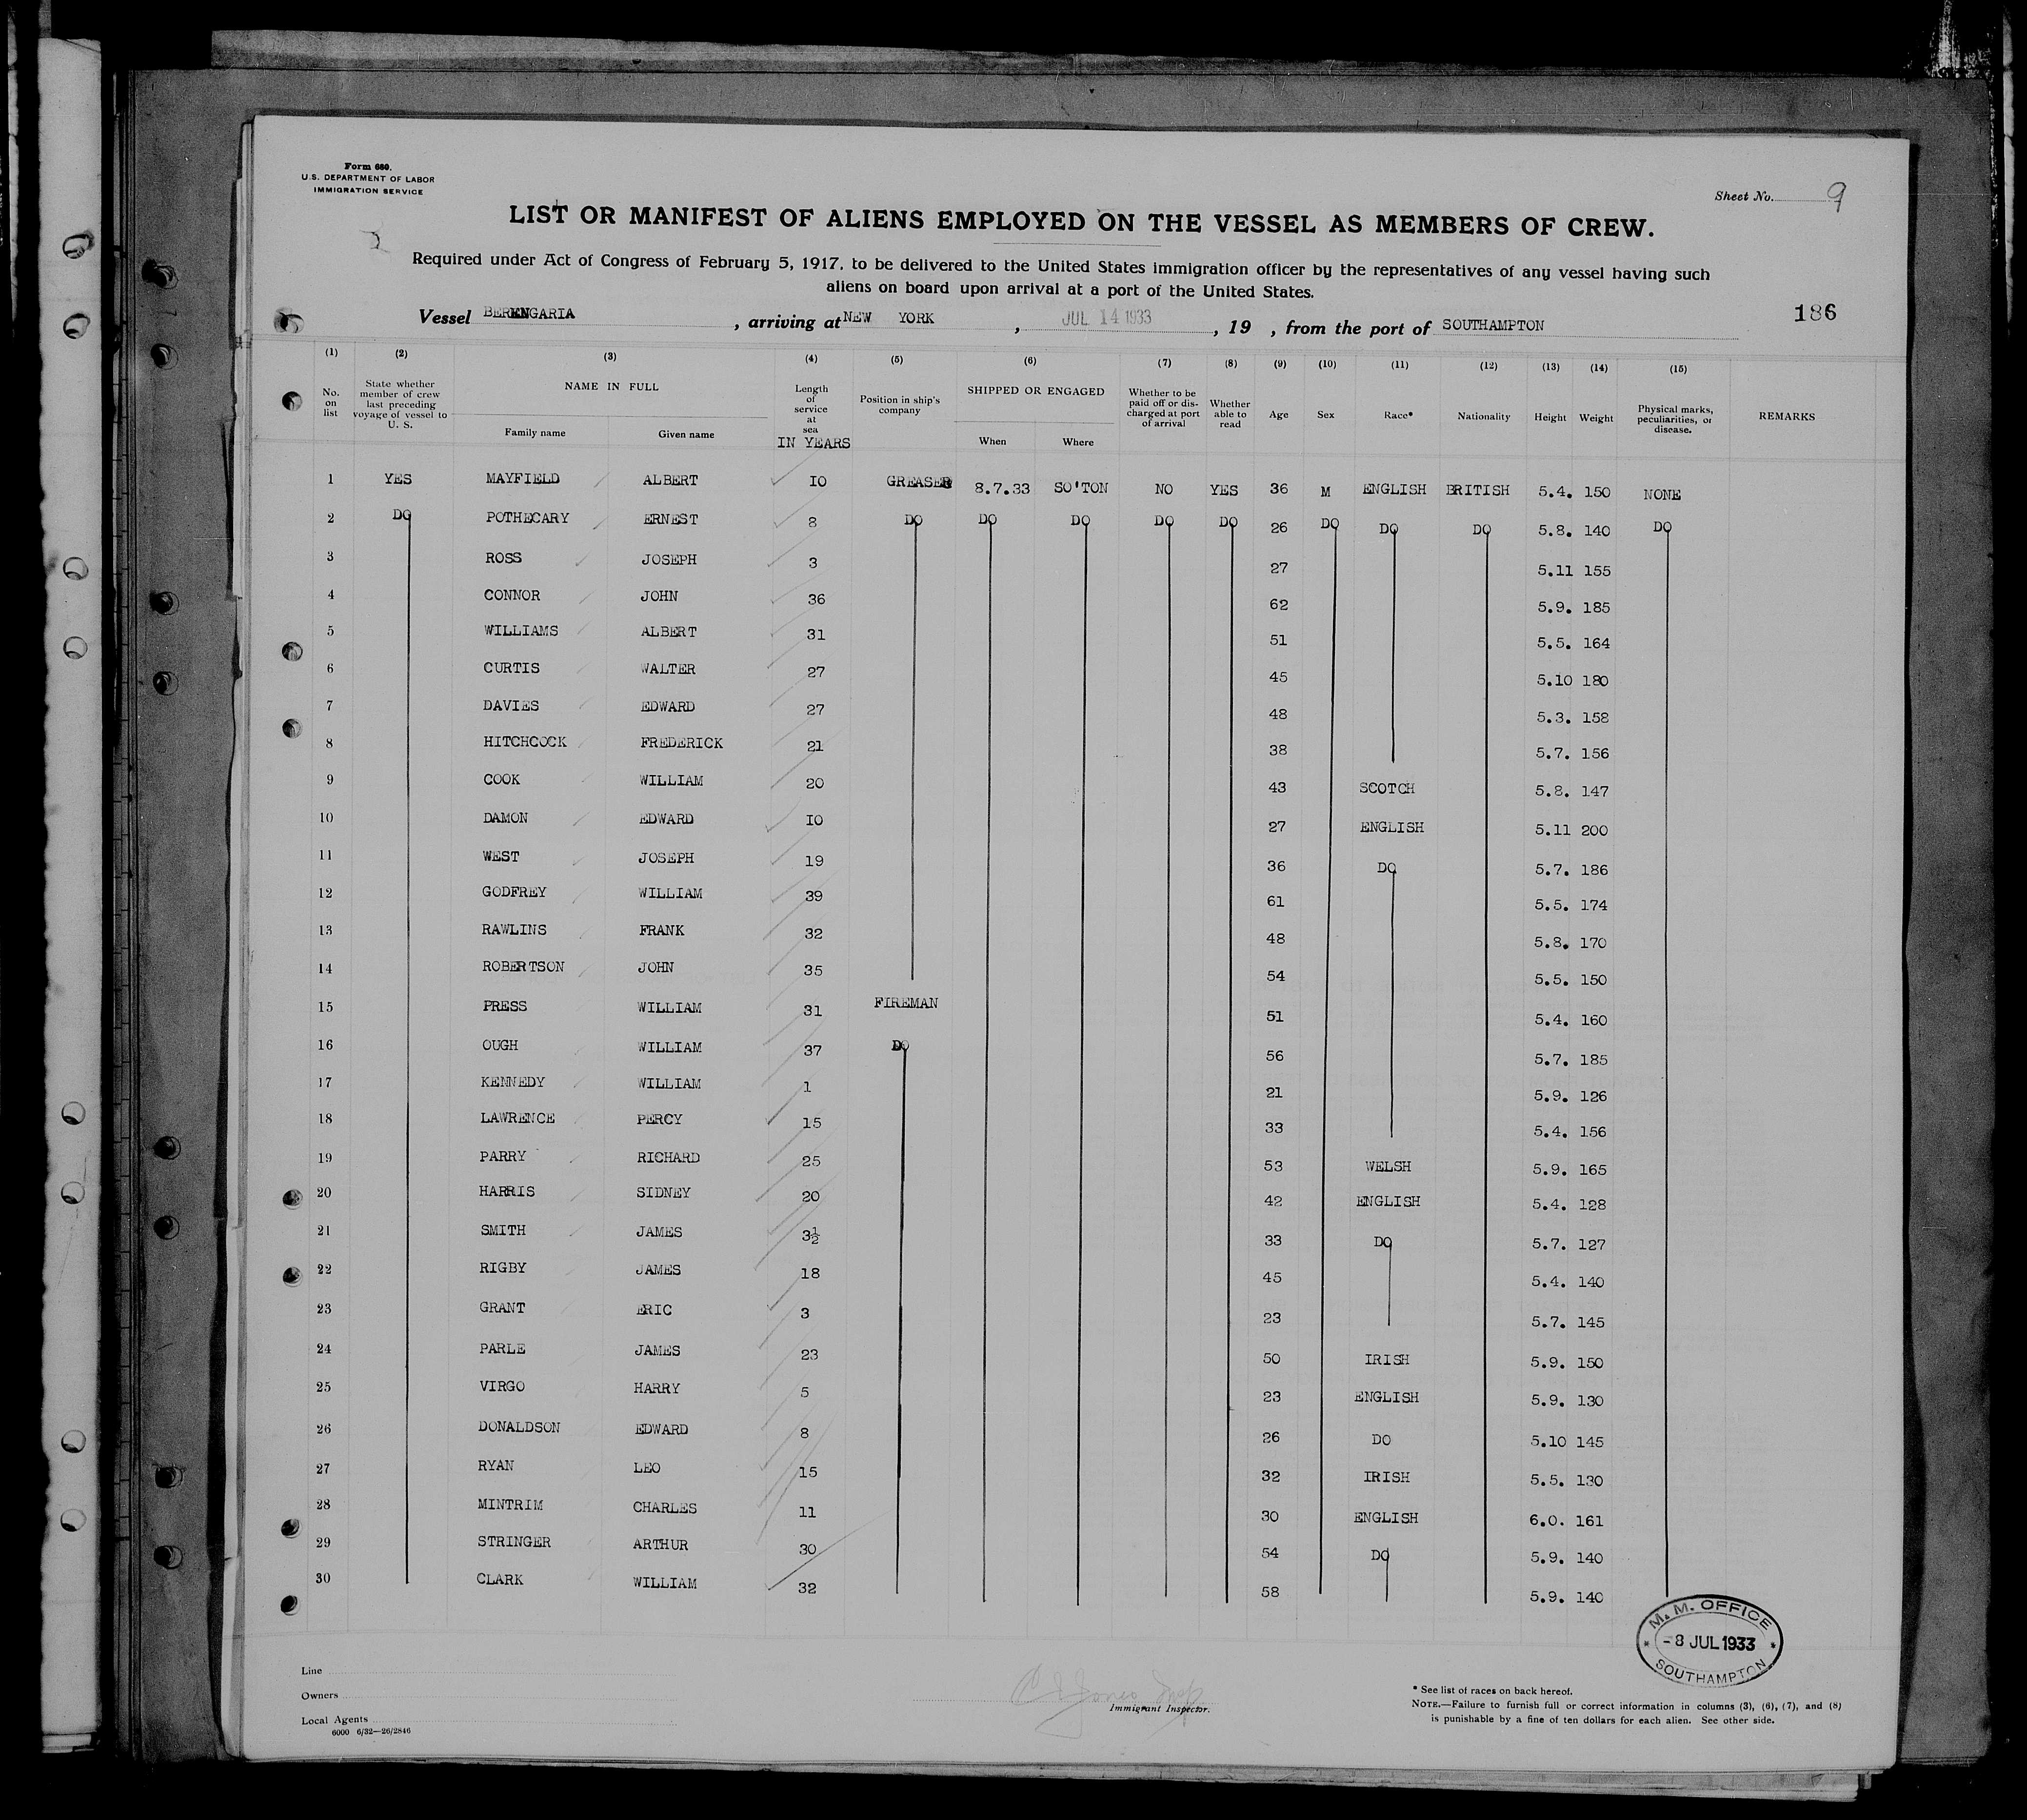 Form 680.
U.S. DEPARTMENT OF LABOR
IMMIGRATION SERVICE
Sheet No. 9
LIST OR MANIFEST OF ALIENS EMPLOYED ON THE VESSEL AS MEMBERS OF CREW.
Required under Act of Congress of February 5, 1917, to be delivered to the United States immigration officer by the representatives of any vessel having such
aliens on board upon arrival at a port of the United States.
186
Vessel BERENGARIA, arriving at NEW YORK, JUL 14 1933, 19 , from the port of SOUTHAMPTON
(1) (2) (3) (4) (5) (6) (7) (8) (9) (10) (11) (12) (13) (14) (15)
No. on list State whether member of crew last preceding voyage of vessel to U. S. NAME IN FULL Family name Given name Length of service at sea IN YEARS Position in ship's company SHIPPED OR ENGAGED When Where Whether to be paid off or discharged at port of arrival Whether able to read Age Sex Race* Nationality Height Weight Physical marks, peculiarities, or disease. REMARKS
1 YES MAYFIELD ALBERT IO GREASER 8.7.33 SO'TON NO YES 36 M ENGLISH BRITISH 5.4. 150 NONE
2 DO POTHECARY ERNEST 8 DO DO DO DO DO 26 DO DO DO 5.8. 140 DO
3 ROSS JOSEPH 3 27 5.11 155
4 CONNOR JOHN 36 62 5.9. 185
5 WILLIAMS ALBERT 31 51 5.5. 164
6 CURTIS WALTER 27 45 5.10 180
7 DAVIES EDWARD 27 48 5.3. 158
8 HITCHCOCK FREDERICK 21 38 5.7. 156
9 COOK WILLIAM 20 43 SCOTCH 5.8. 147
10 DAMON EDWARD IO 27 ENGLISH 5.11 200
11 WEST JOSEPH 19 36 DO 5.7. 186
12 GODFREY WILLIAM 39 61 5.5. 174
13 RAWLINS FRANK 32 48 5.8. 170
14 ROBERTSON JOHN 35 54 5.5. 150
15 PRESS WILLIAM 31 FIREMAN 51 5.4. 160
16 OUGH WILLIAM 37 DO 56 5.7. 185
17 KENNEDY WILLIAM 1 21 5.9. 126
18 LAWRENCE PERCY 15 33 5.4. 156
19 PARRY RICHARD 25 53 WELSH 5.9. 165
20 HARRIS SIDNEY 20 42 ENGLISH 5.4. 128
21 SMITH JAMES 3½ 33 DO 5.7. 127
22 RIGBY JAMES 18 45 5.4. 140
23 GRANT ERIC 3 23 5.7. 145
24 PARLE JAMES 23 50 IRISH 5.9. 150
25 VIRGO HARRY 5 23 ENGLISH 5.9. 130
26 DONALDSON EDWARD 8 26 DO 5.10 145
27 RYAN LEO 15 32 IRISH 5.5. 130
28 MINTRIM CHARLES 11 30 ENGLISH 6.0. 161
29 STRINGER ARTHUR 30 54 DO 5.9. 140
30 CLARK WILLIAM 32 58 5.9. 140
M. M. OFFICE
- 8 JUL 1933
SOUTHAMPTON
Line
Owners
Local Agents
6000 6/32—26/2846
Immigrant Inspector.
* See list of races on back hereof.
NOTE.—Failure to furnish full or correct information in columns (3), (6), (7), and (8)
is punishable by a fine of ten dollars for each alien. See other side.